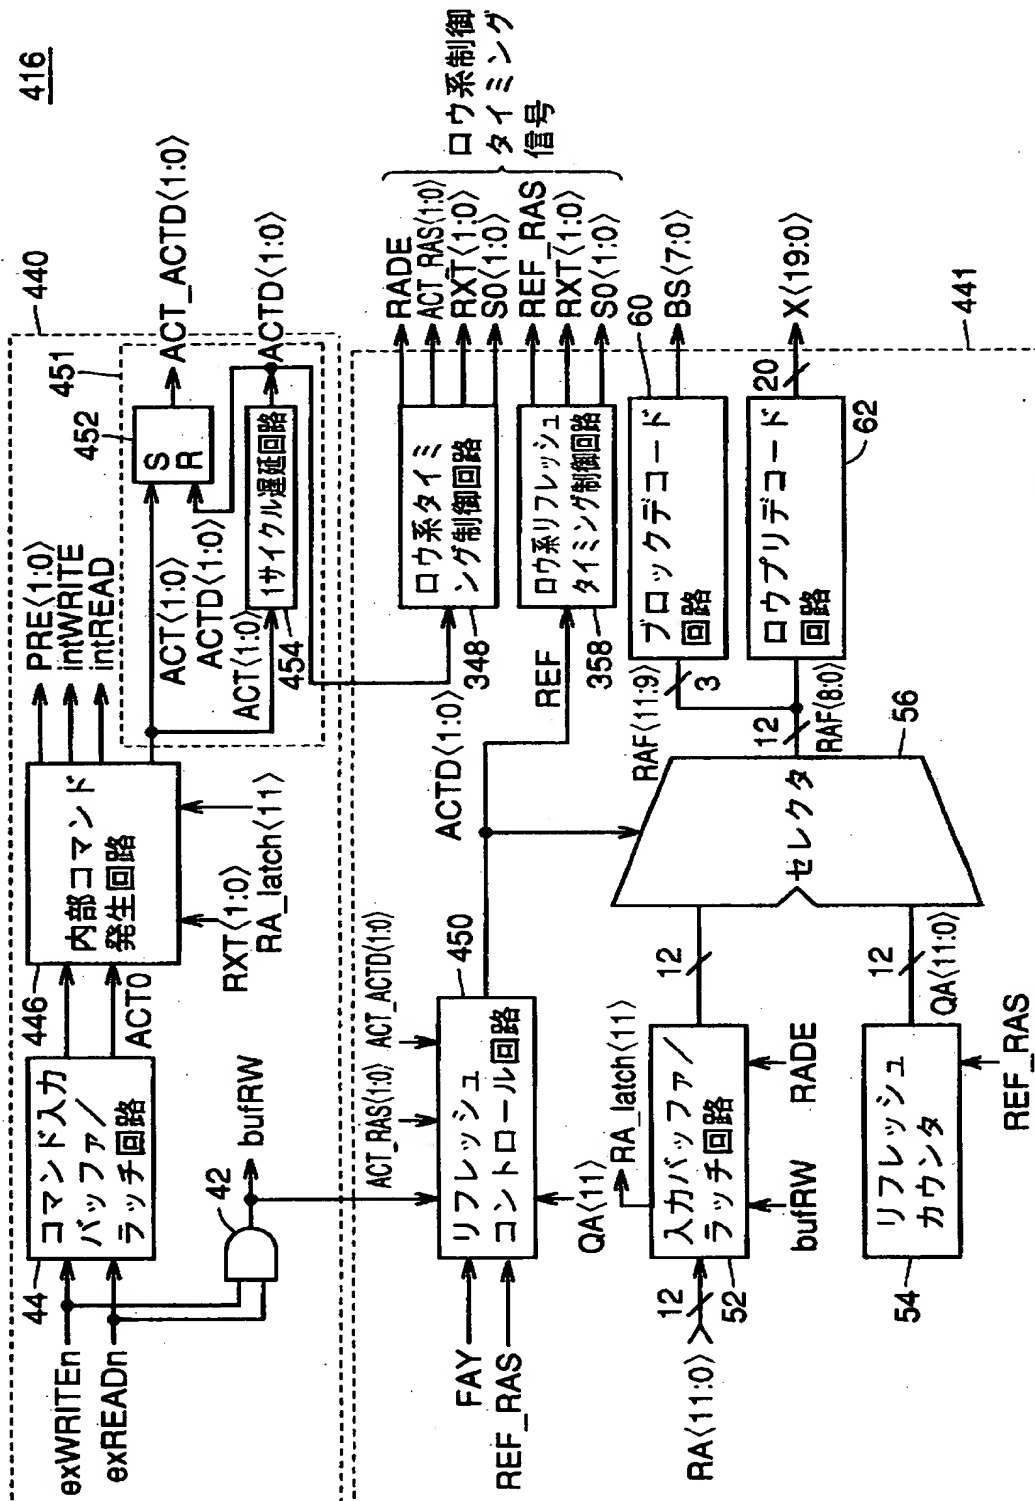 416
440
exWRITEn
exREADn
44
コマンド入力
バッファ/
ラッチ回路
42
bufRW
ACT0
446
内部コマンド
発生回路
RXT⟨1:0⟩
RA_latch⟨11⟩
PRE⟨1:0⟩
intWRITE
intREAD
ACT⟨1:0⟩
ACTD⟨1:0⟩
ACT⟨1:0⟩
451
452
S
R
454
1サイクル遅延回路
ACT_ACTD⟨1:0⟩
ACTD⟨1:0⟩
441
FAY
REF_RAS
ACT_RAS⟨1:0⟩
ACT_ACTD⟨1:0⟩
450
リフレッシュ
コントロール回路
QA⟨11⟩
ACTD⟨1:0⟩
REF
348
ロウ系タイミ
ング制御回路
358
ロウ系リフレッシュ
タイミング制御回路
RADE
ACT_RAS⟨1:0⟩
RXT⟨1:0⟩
S0⟨1:0⟩
REF_RAS
RXT⟨1:0⟩
S0⟨1:0⟩
ロウ系制御
タイミング
信号
RA⟨11:0⟩
12
52
入力バッファ/
ラッチ回路
RA_latch⟨11⟩
bufRW
RADE
12
54
リフレッシュ
カウンタ
REF_RAS
12
QA⟨11:0⟩
セレクタ
56
12
RAF⟨8:0⟩
RAF⟨11:9⟩
3
60
ブロックデコード
回路
BS⟨7:0⟩
62
ロウプリデコード
回路
20
X⟨19:0⟩